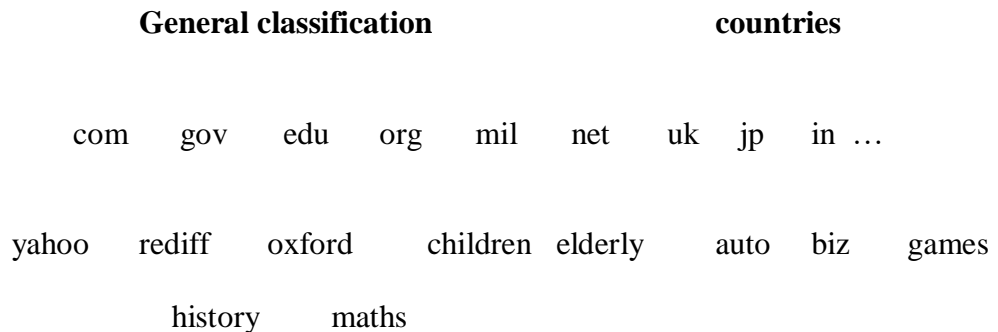 General classification countries
com gov edu org mil net uk jp in …
yahoo rediff oxford children elderly auto biz games
history maths